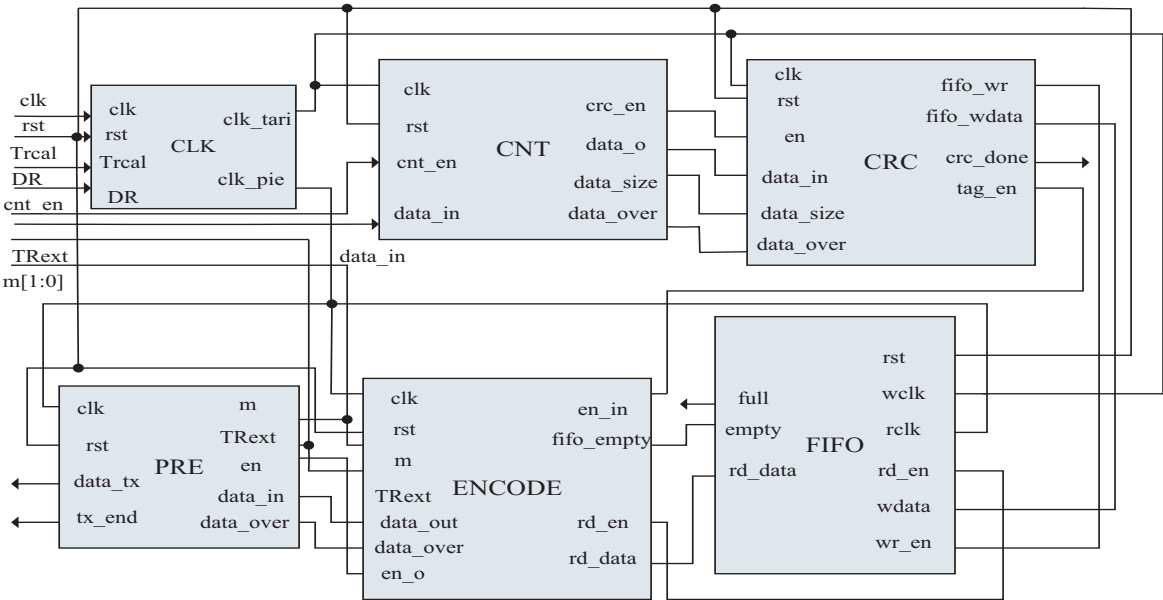 clk
rst
Trcal
DR
cnt_en
TRext
m[1:0]
data_in
clk
rst
Trcal
DR
CLK
clk_tari
clk_pie
clk
rst
cnt_en
data_in
CNT
crc_en
data_o
data_size
data_over
clk
rst
en
data_in
data_size
data_over
CRC
fifo_wr
fifo_wdata
crc_done
tag_en
clk
rst
data_tx
tx_end
PRE
m
TRext
en
data_in
data_over
clk
rst
m
TRext
data_out
data_over
en_o
ENCODE
en_in
fifo_empty
rd_en
rd_data
full
empty
rd_data
FIFO
rst
wclk
rclk
rd_en
wdata
wr_en